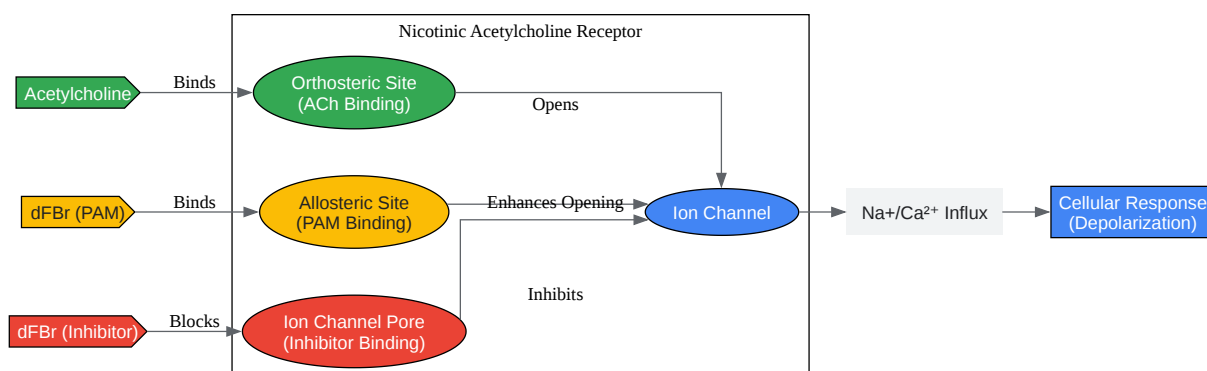 Nicotinic Acetylcholine Receptor
Acetylcholine
Binds
Orthosteric Site
(ACh Binding)
Opens
dFBr (PAM)
Binds
Allosteric Site
(PAM Binding)
Enhances Opening
Ion Channel
Na+/Ca²⁺ Influx
Cellular Response
(Depolarization)
dFBr (Inhibitor)
Blocks
Ion Channel Pore
(Inhibitor Binding)
Inhibits